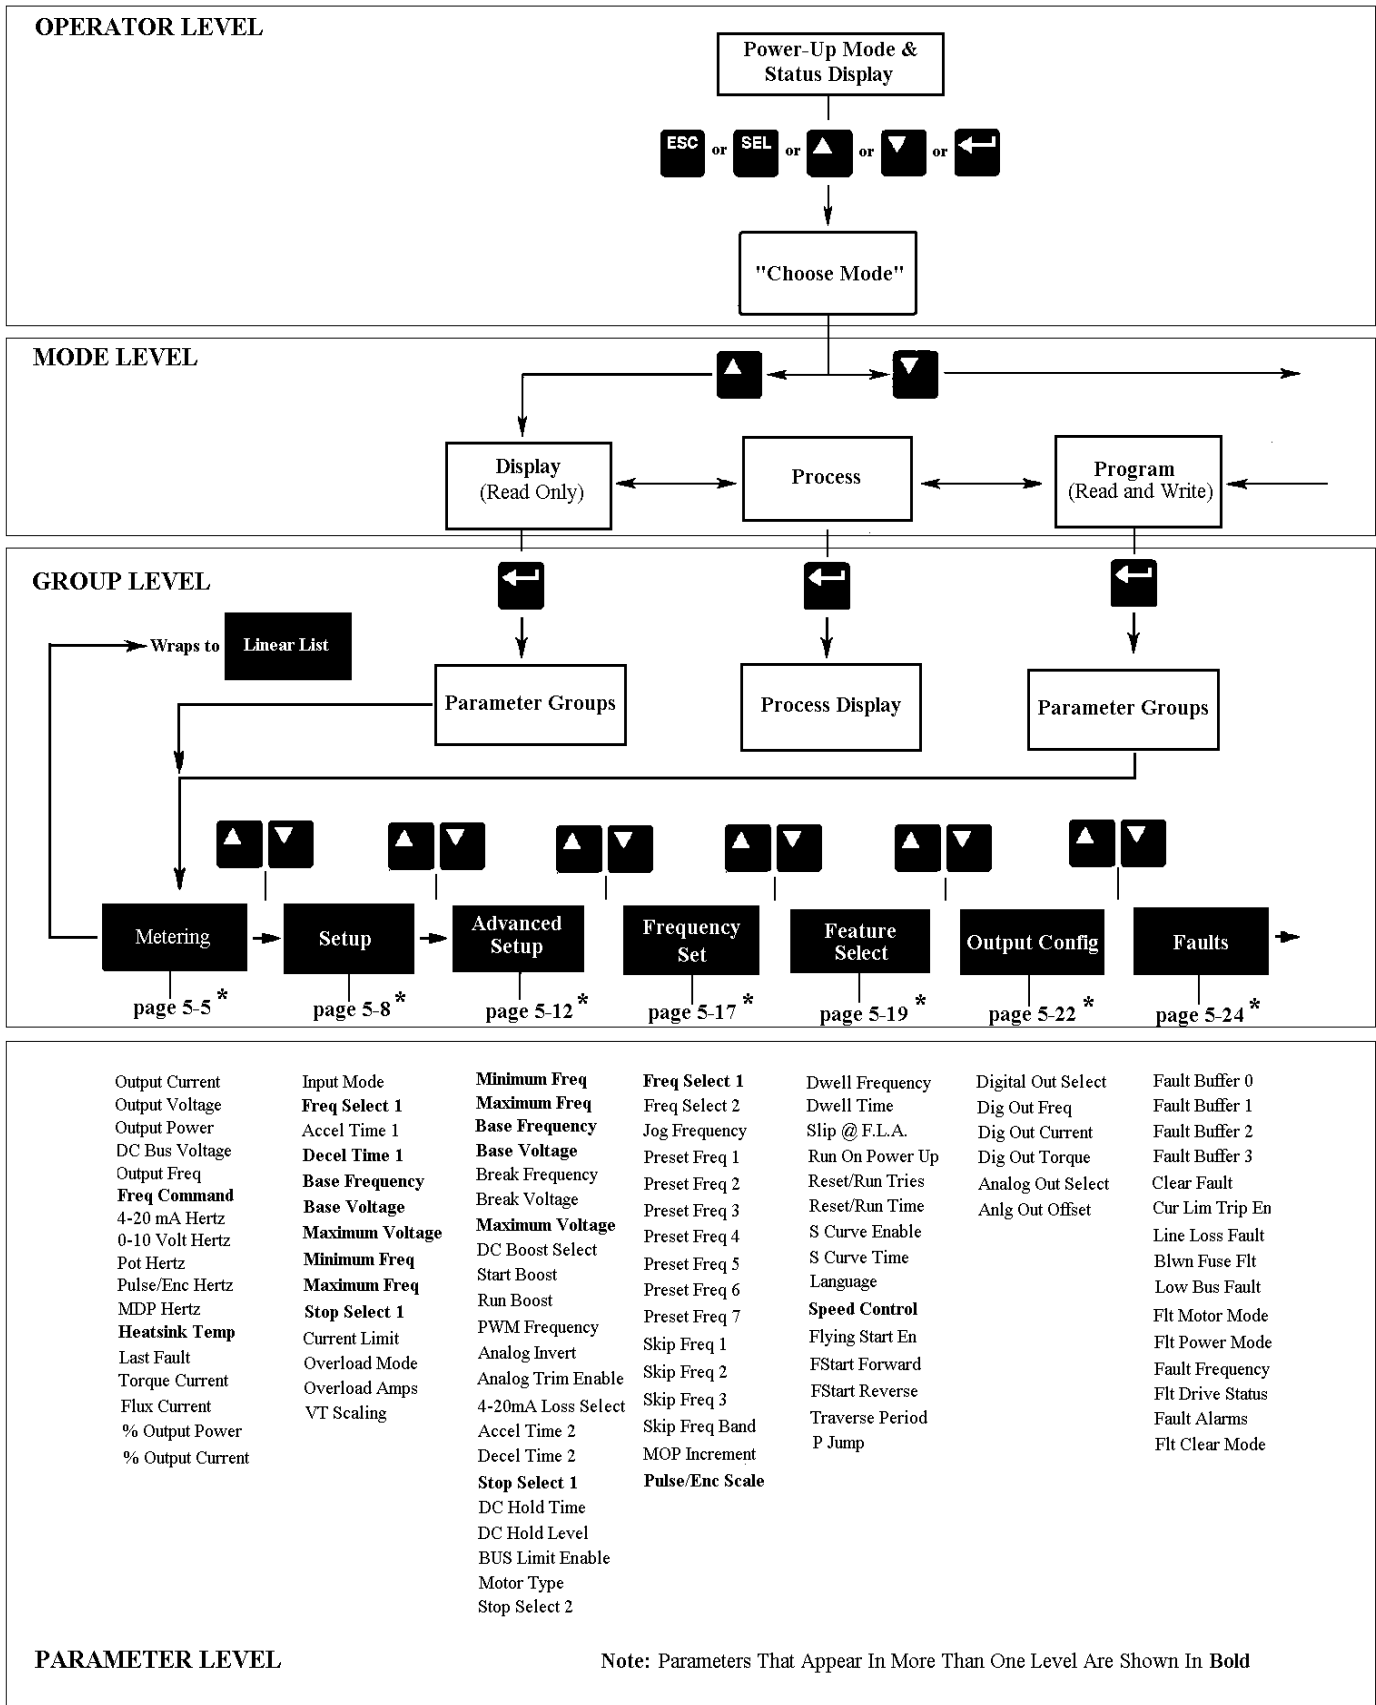 OPERATOR LEVEL
Power-Up Mode &
Status Display
ESC or SEL or or or
"Choose Mode"
MODE LEVEL
Display
(Read Only)
Process
Program
(Read and Write)
GROUP LEVEL
Wraps to
Linear List
Parameter Groups
Process Display
Parameter Groups
Metering
Setup
Advanced
Setup
Frequency
Set
Feature
Select
Output Config
Faults
page 5-5 *
page 5-8 *
page 5-12 *
page 5-17 *
page 5-19 *
page 5-22 *
page 5-24 *
Output Current
Output Voltage
Output Power
DC Bus Voltage
Output Freq
Freq Command
4-20 mA Hertz
0-10 Volt Hertz
Pot Hertz
Pulse/Enc Hertz
MDP Hertz
Heatsink Temp
Last Fault
Torque Current
Flux Current
% Output Power
% Output Current
Input Mode
Freq Select 1
Accel Time 1
Decel Time 1
Base Frequency
Base Voltage
Maximum Voltage
Minimum Freq
Maximum Freq
Stop Select 1
Current Limit
Overload Mode
Overload Amps
VT Scaling
Minimum Freq
Maximum Freq
Base Frequency
Base Voltage
Break Frequency
Break Voltage
Maximum Voltage
DC Boost Select
Start Boost
Run Boost
PWM Frequency
Analog Invert
Analog Trim Enable
4-20mA Loss Select
Accel Time 2
Decel Time 2
Stop Select 1
DC Hold Time
DC Hold Level
BUS Limit Enable
Motor Type
Stop Select 2
Freq Select 1
Freq Select 2
Jog Frequency
Preset Freq 1
Preset Freq 2
Preset Freq 3
Preset Freq 4
Preset Freq 5
Preset Freq 6
Preset Freq 7
Skip Freq 1
Skip Freq 2
Skip Freq 3
Skip Freq Band
MOP Increment
Pulse/Enc Scale
Dwell Frequency
Dwell Time
Slip @ F.L.A.
Run On Power Up
Reset/Run Tries
Reset/Run Time
S Curve Enable
S Curve Time
Language
Speed Control
Flying Start En
FStart Forward
FStart Reverse
Traverse Period
P Jump
Digital Out Select
Dig Out Freq
Dig Out Current
Dig Out Torque
Analog Out Select
Anlg Out Offset
Fault Buffer 0
Fault Buffer 1
Fault Buffer 2
Fault Buffer 3
Clear Fault
Cur Lim Trip En
Line Loss Fault
Blwn Fuse Flt
Low Bus Fault
Flt Motor Mode
Flt Power Mode
Fault Frequency
Flt Drive Status
Fault Alarms
Flt Clear Mode
PARAMETER LEVEL
Note: Parameters That Appear In More Than One Level Are Shown In Bold